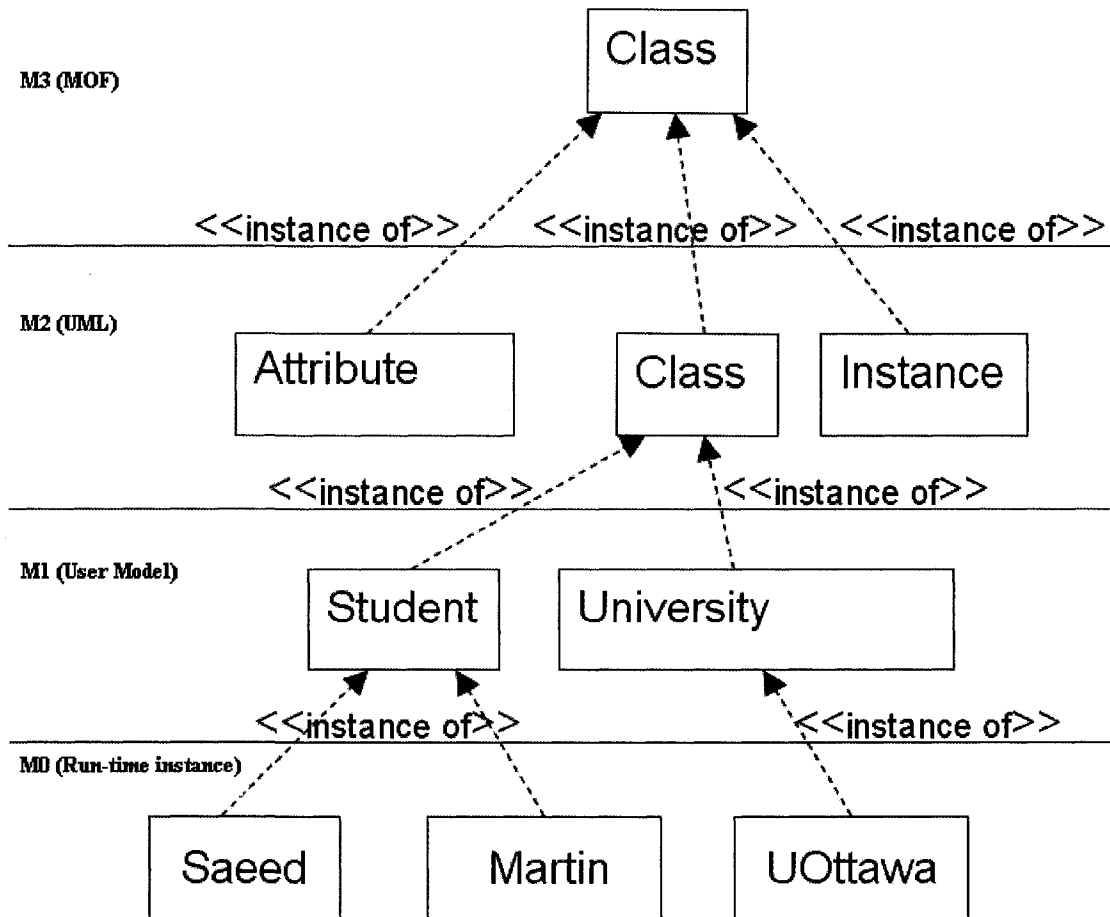 Class
M3 (MOF)
<<instance of>> <<instance of>> <<instance of>>
M2 (UML)
Attribute Class Instance
<<instance of>> <<instance of>>
M1 (User Model)
Student University
<<instance of>> <<instance of>>
M0 (Run-time instance)
Saeed Martin UOttawa